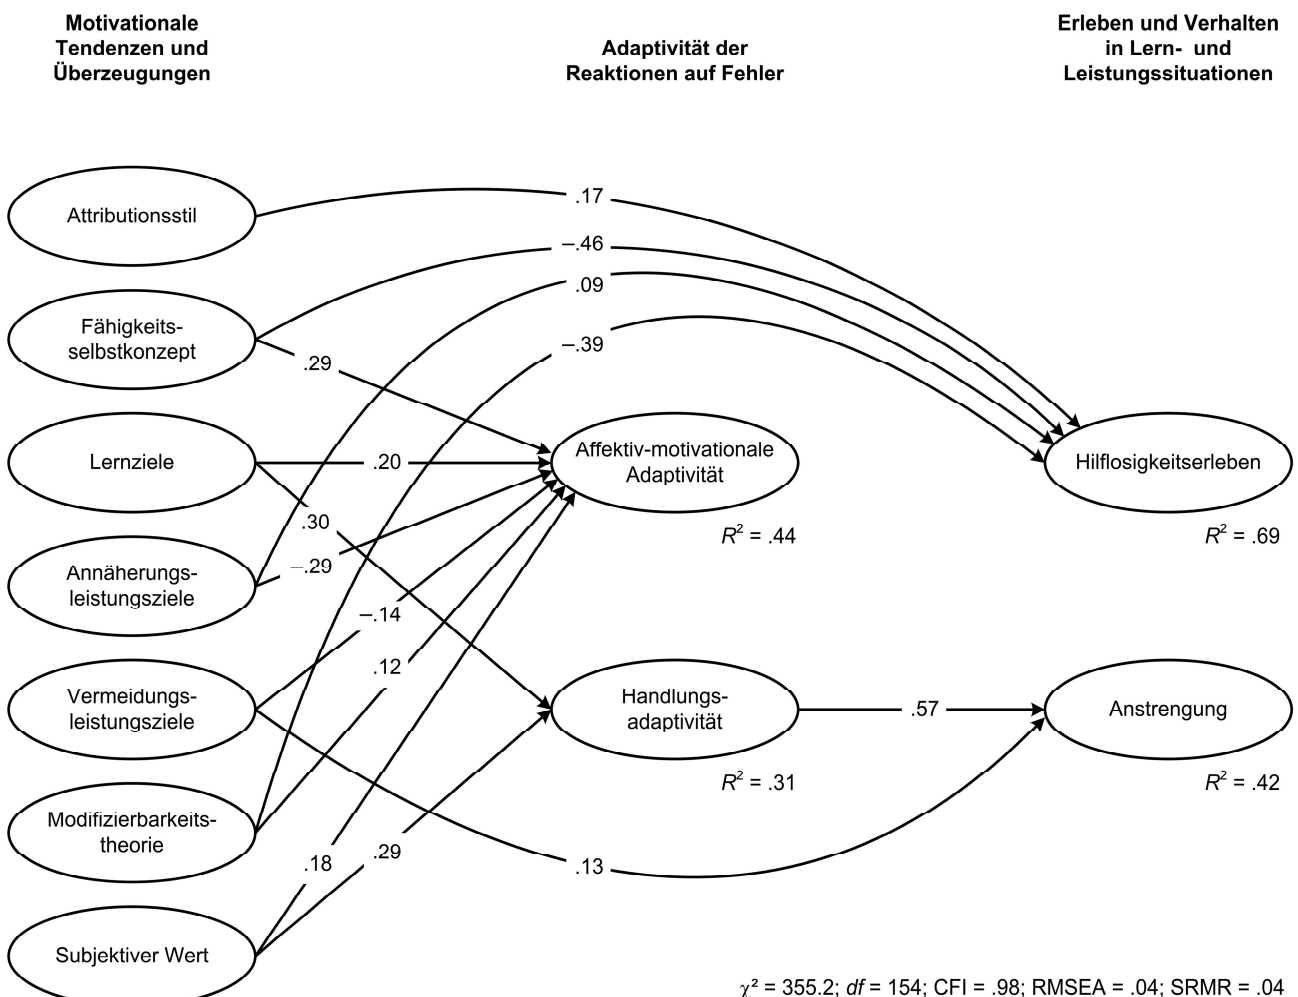 Motivationale
Tendenzen und
Überzeugungen
Adaptivität der
Reaktionen auf Fehler
Erleben und Verhalten
in Lern- und
Leistungssituationen
Attributionsstil
.17
–.46
.09
–.39
Fähigkeits-
selbstkonzept
.29
Lernziele
.20
.30
Affektiv-motivationale
Adaptivität
R² = .44
Hilflosigkeitserleben
R² = .69
Annäherungs-
leistungsziele
–.29
–.14
.12
Vermeidungs-
leistungsziele
Handlungs-
adaptivität
R² = .31
.57
Anstrengung
R² = .42
Modifizierbarkeits-
theorie
.18
.29
.13
Subjektiver Wert
χ² = 355.2; df = 154; CFI = .98; RMSEA = .04; SRMR = .04